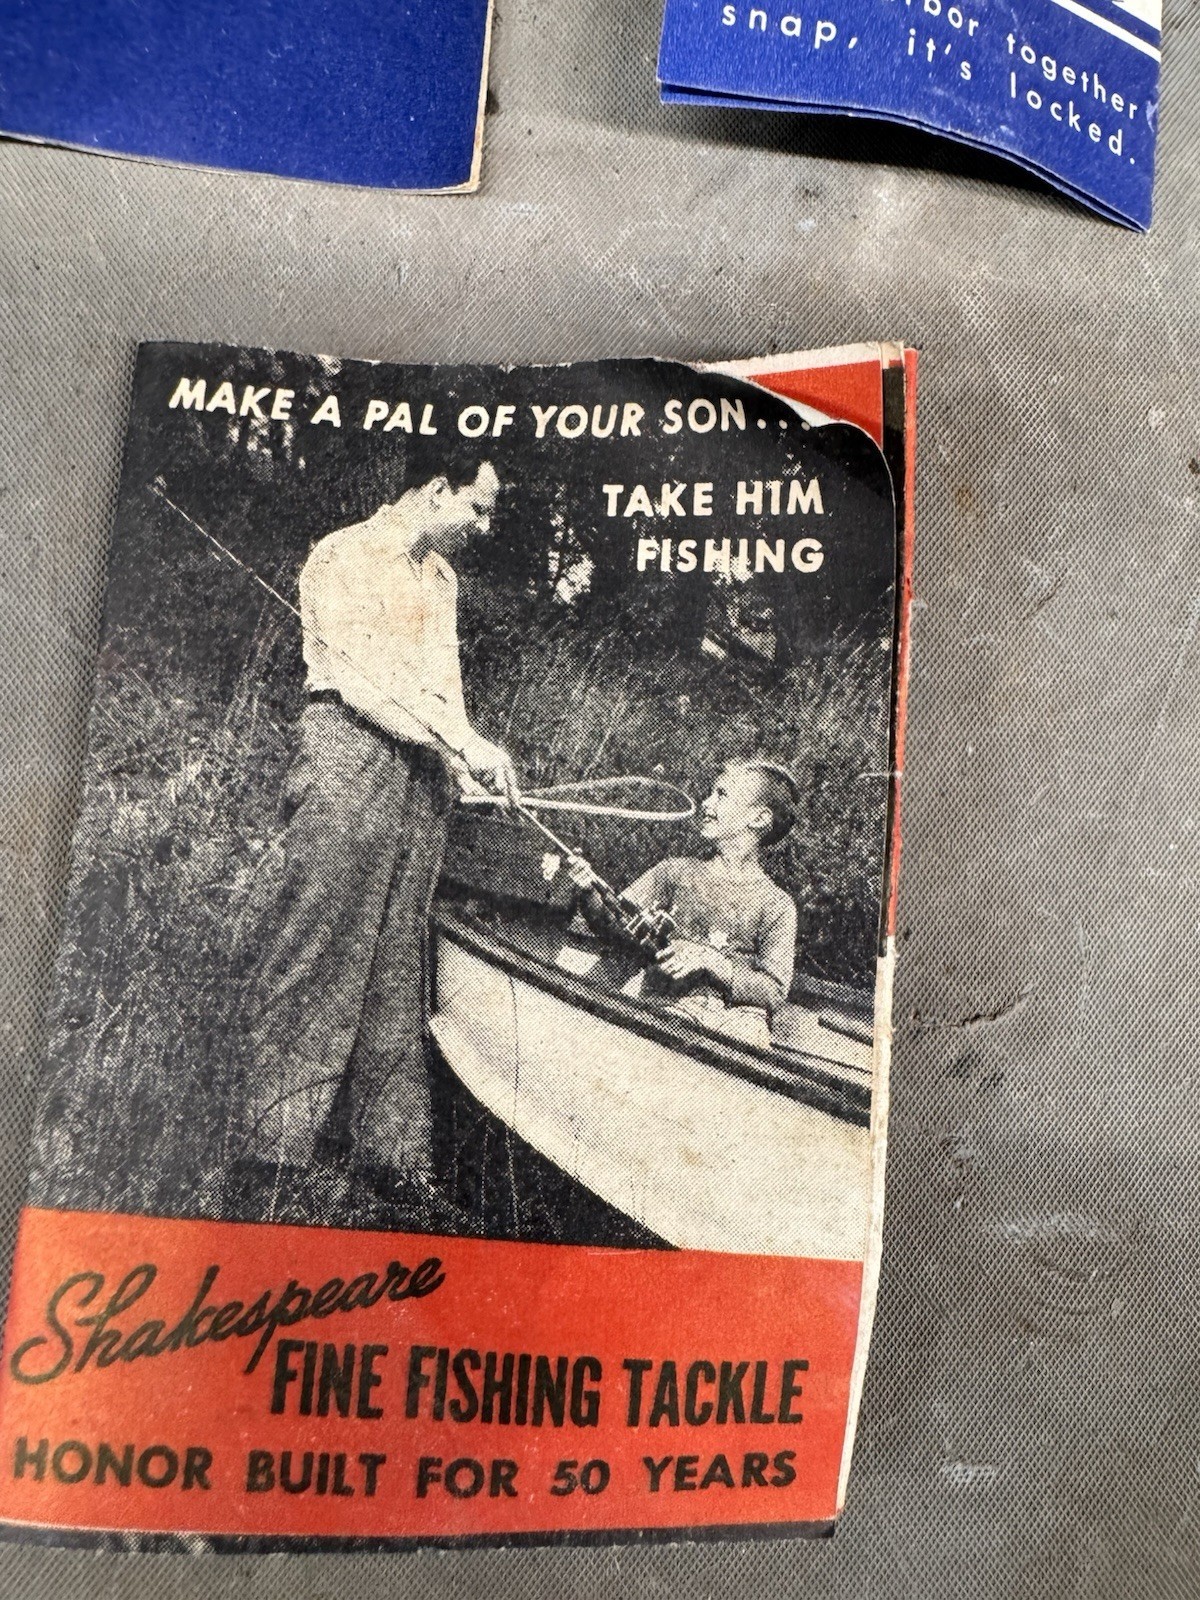 together
snap, it's locked.
MAKE A PAL OF YOUR SON...
TAKE HIM
FISHING
Shakespeare
FINE FISHING TACKLE
HONOR BUILT FOR 50 YEARS